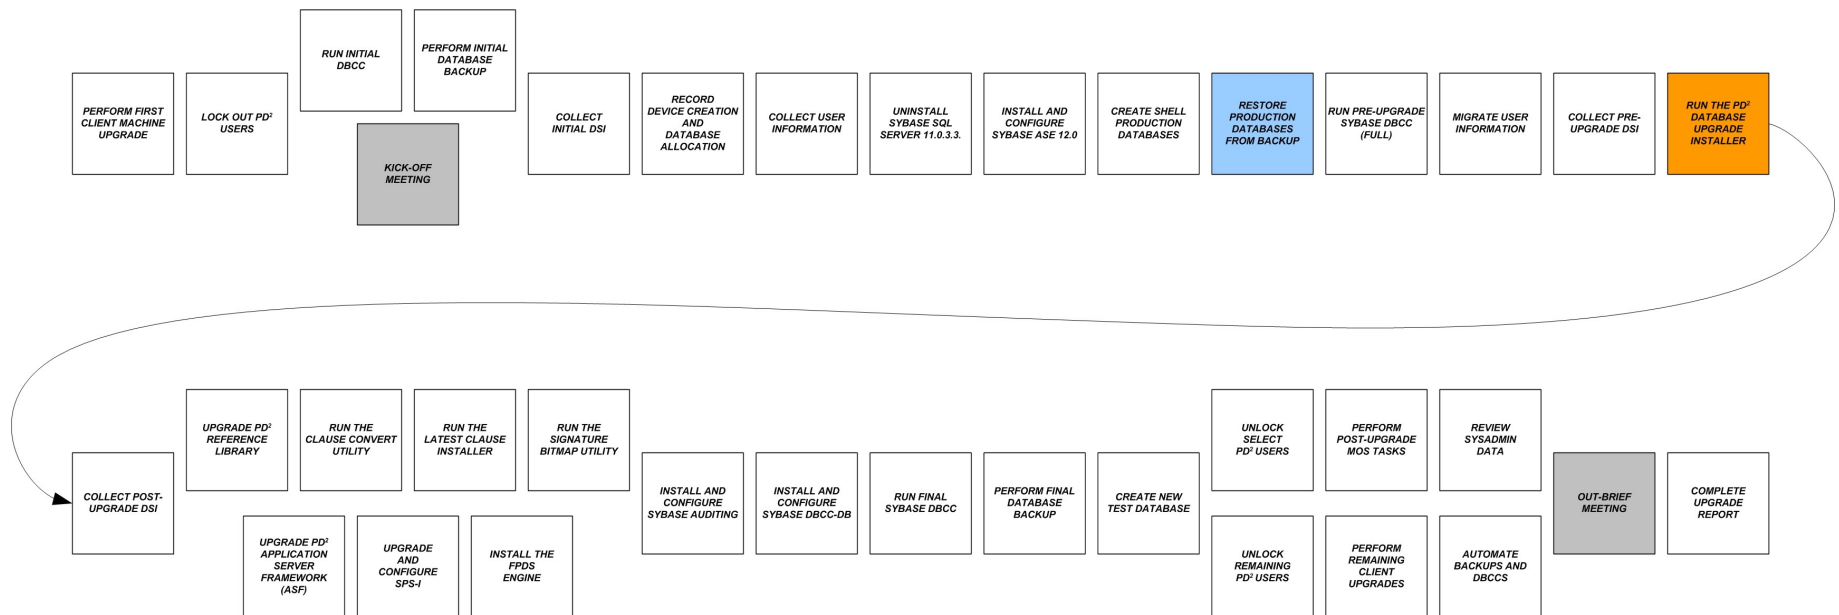 PERFORM FIRST
CLIENT MACHINE
UPGRADE
LOCK OUT PD²
USERS
RUN INITIAL
DBCC
PERFORM INITIAL
DATABASE
BACKUP
KICK-OFF
MEETING
COLLECT
INITIAL DSI
RECORD
DEVICE CREATION
AND
DATABASE
ALLOCATION
COLLECT USER
INFORMATION
UNINSTALL
SYBASE SQL
SERVER 11.0.3.3.
INSTALL AND
CONFIGURE
SYBASE ASE 12.0
CREATE SHELL
PRODUCTION
DATABASES
RESTORE
PRODUCTION
DATABASES
FROM BACKUP
RUN PRE-UPGRADE
SYBASE DBCC
(FULL)
MIGRATE USER
INFORMATION
COLLECT PRE-
UPGRADE DSI
RUN THE PD²
DATABASE
UPGRADE
INSTALLER
COLLECT POST-
UPGRADE DSI
UPGRADE PD²
REFERENCE
LIBRARY
RUN THE
CLAUSE CONVERT
UTILITY
RUN THE
LATEST CLAUSE
INSTALLER
RUN THE
SIGNATURE
BITMAP UTILITY
UPGRADE PD²
APPLICATION
SERVER
FRAMEWORK
(ASF)
UPGRADE
AND
CONFIGURE
SPS-I
INSTALL THE
FPDS
ENGINE
INSTALL AND
CONFIGURE
SYBASE AUDITING
INSTALL AND
CONFIGURE
SYBASE DBCC-DB
RUN FINAL
SYBASE DBCC
PERFORM FINAL
DATABASE
BACKUP
CREATE NEW
TEST DATABASE
UNLOCK
SELECT
PD² USERS
PERFORM
POST-UPGRADE
MOS TASKS
REVIEW
SYSADMIN
DATA
UNLOCK
REMAINING
PD² USERS
PERFORM
REMAINING
CLIENT
UPGRADES
AUTOMATE
BACKUPS AND
DBCCS
OUT-BRIEF
MEETING
COMPLETE
UPGRADE
REPORT